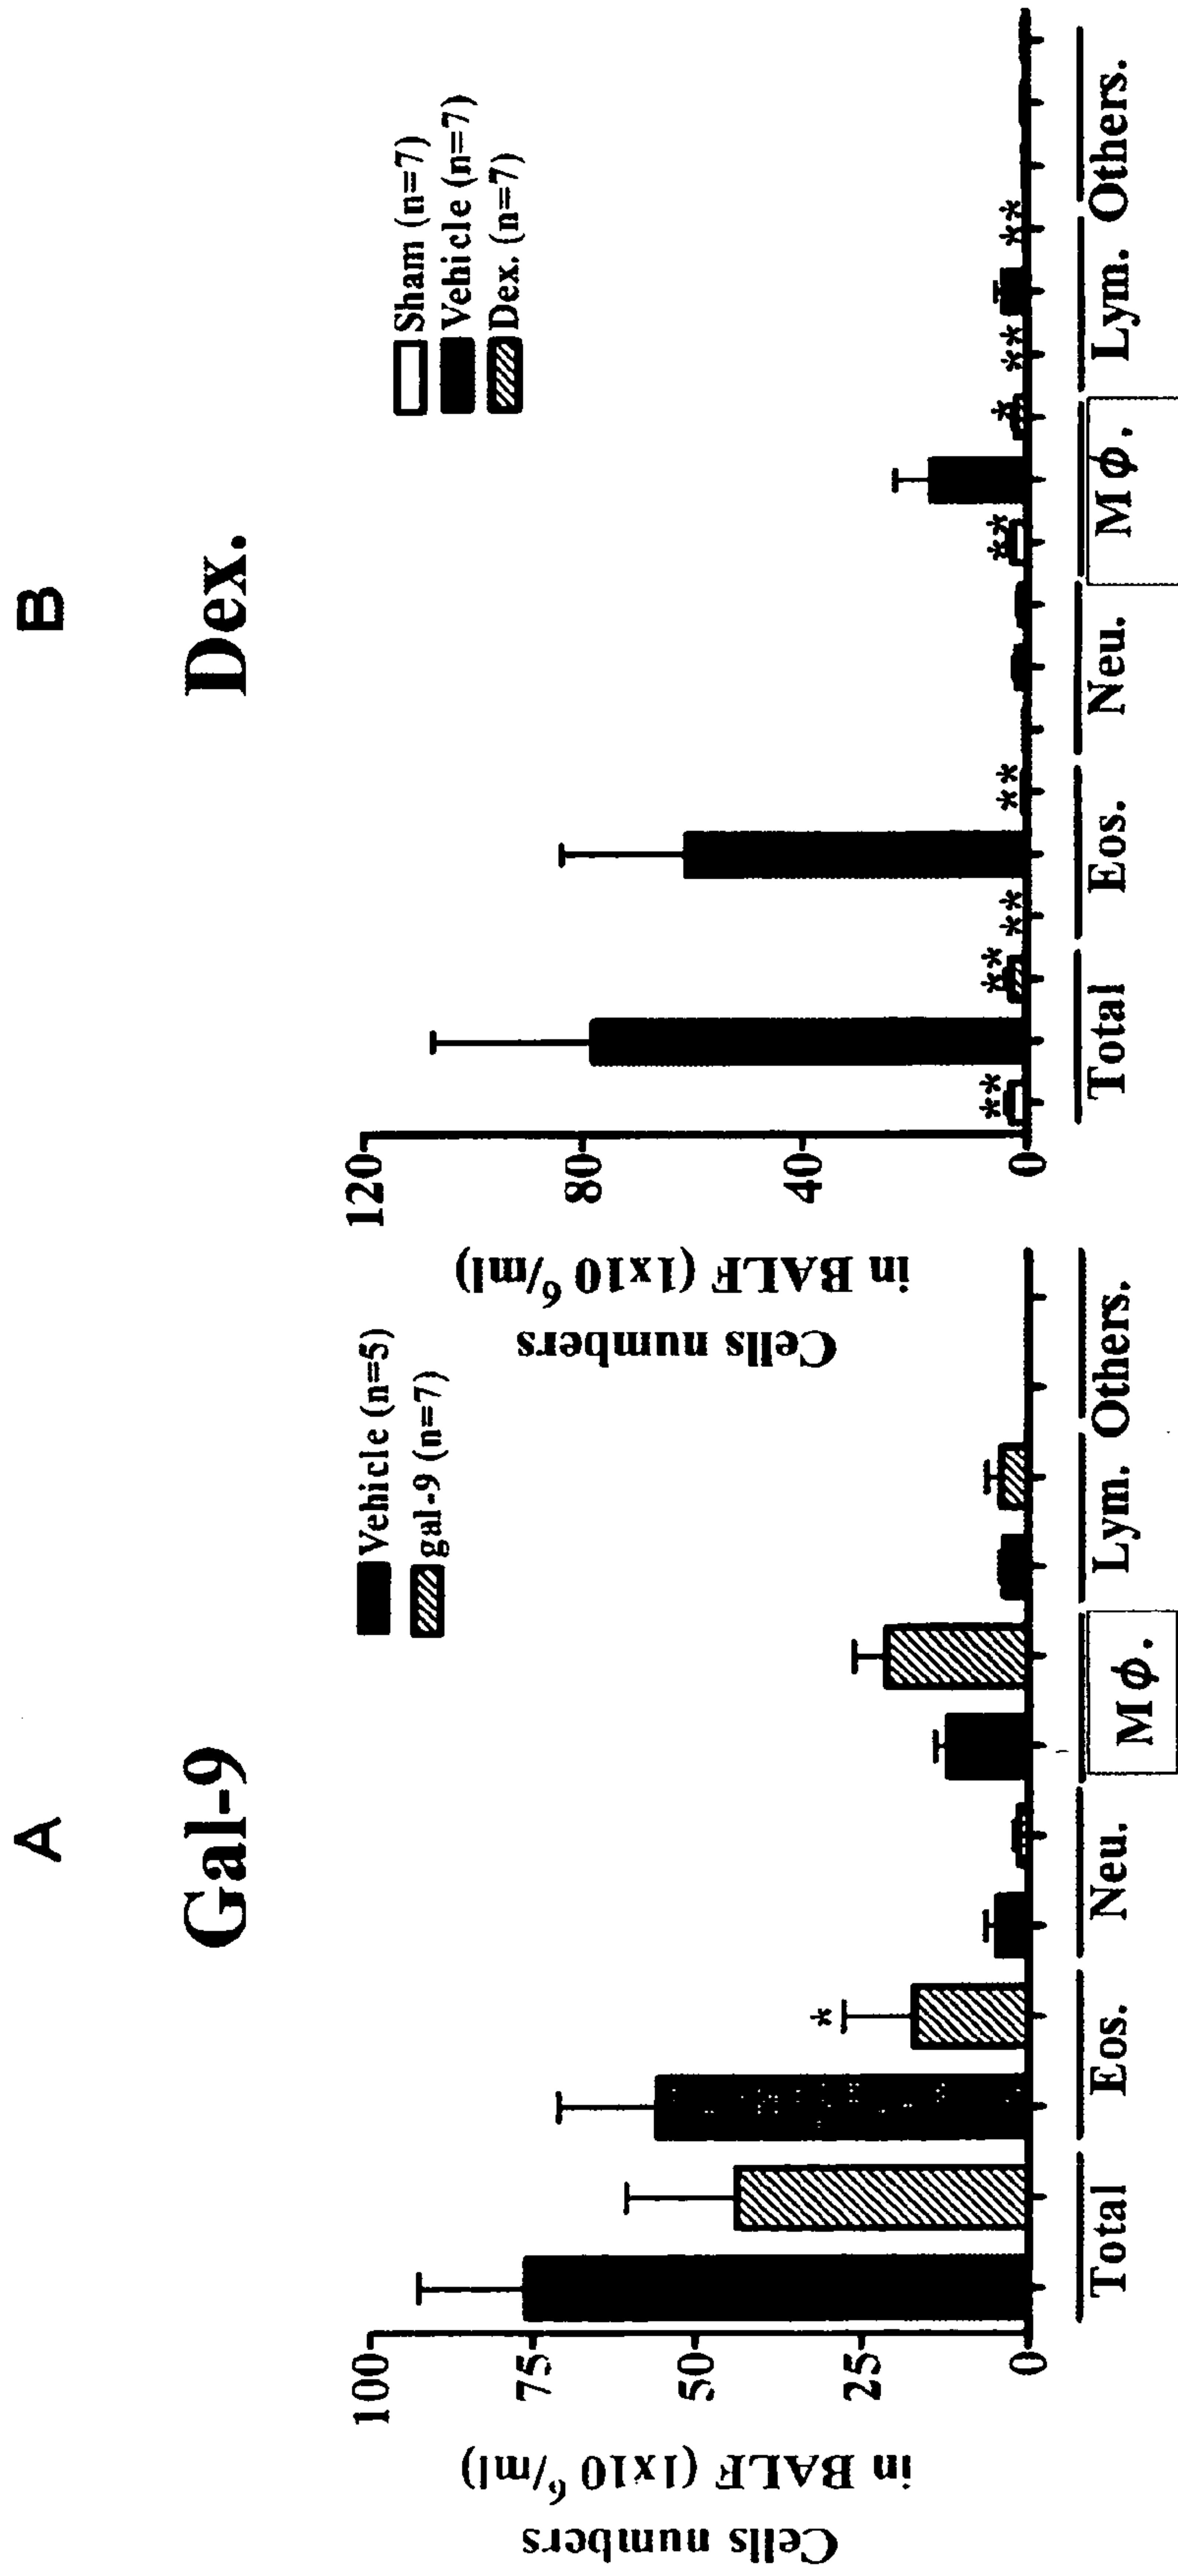 A
Gal-9
Vehicle (n=5)
gal-9 (n=7)
Cells numbers
in BALF (1x10 6/ml)
100
75
50
25
0
Total
Eos.
Neu.
*
Mφ.
Lym.
Others.
B
Dex.
Sham (n=7)
Vehicle (n=7)
Dex. (n=7)
Cells numbers
in BALF (1x10 6/ml)
120
80
40
0
**
**
**
**
**
*
**
**
Total
Eos.
Neu.
Mφ.
Lym.
Others.